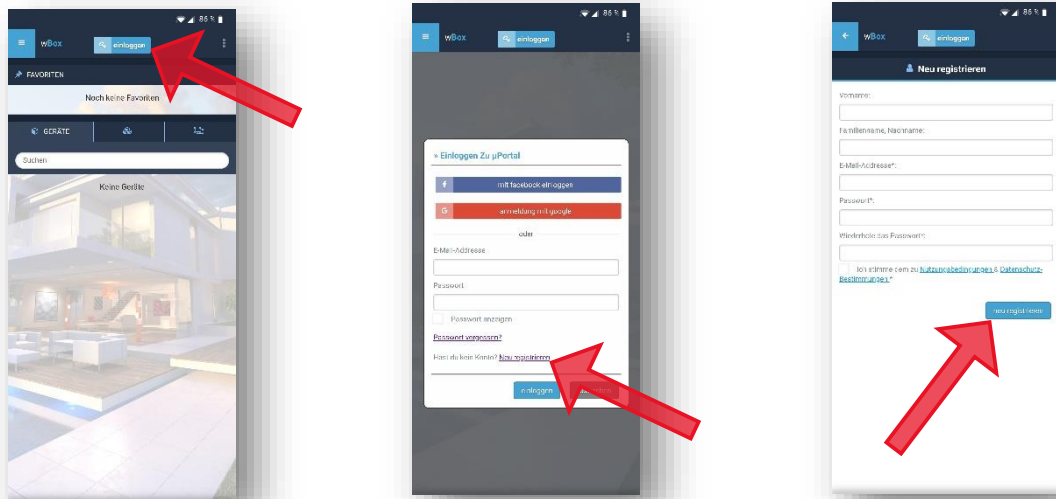 86 %
wBox
einloggen
FAVORITEN
Noch keine Favoriten
GERÄTE
Suchen
Keine Geräte
86 %
wBox
einloggen
» Einloggen Zu µPortal
mit facebook einloggen
anmeldung mit google
oder
E-Mail-Addresse
Passwort
Passwort anzeigen
Passwort vergessen?
Hast du kein Konto? Neu registrieren
einloggen
86 %
wBox
einloggen
Neu registrieren
Vorname:
Familienname, Nachname:
E-Mail-Addresse*:
Passwort*:
Wiederhole das Passwort*:
Ich stimme dem zu Nutzungsbedingungen & Datenschutz-
Bestimmungen *
neu registrieren